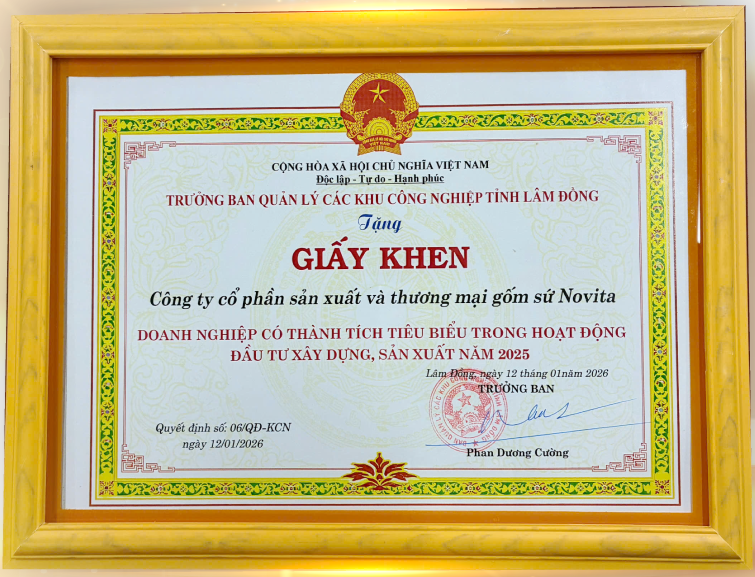 CỘNG HÒA XÃ HỘI CHỦ NGHĨA VIỆT NAM
Độc lập - Tự do - Hạnh phúc
TRƯỞNG BAN QUẢN LÝ CÁC KHU CÔNG NGHIỆP TỈNH LÂM ĐỒNG
Tặng
GIẤY KHEN
Công ty cổ phần sản xuất và thương mại gốm sứ Novita
DOANH NGHIỆP CÓ THÀNH TÍCH TIÊU BIỂU TRONG HOẠT ĐỘNG
ĐẦU TƯ XÂY DỰNG, SẢN XUẤT NĂM 2025
Lâm Đồng, ngày 12 tháng 01năm 2026
TRƯỞNG BAN
Quyết định số: 06/QĐ-KCN
ngày 12/01/2026
Phan Dương Cường